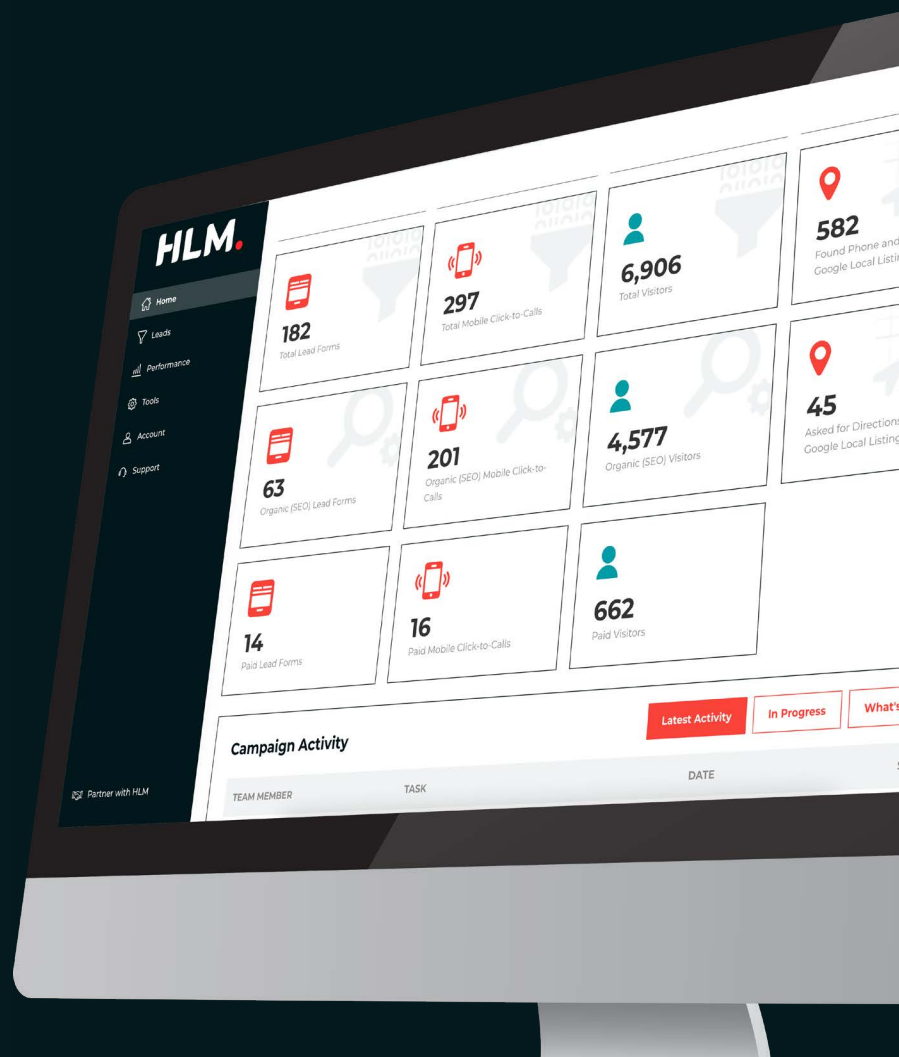 HLM.
Home
Leads
Performance
Tools
Account
Support
Partner with HLM
182
Total Lead Forms
297
Total Mobile Click-to-Calls
6,906
Total Visitors
582
Found Phone and
Google Local
63
Organic (SEO) Lead Forms
201
Organic (SEO) Mobile Click-to-
Calls
4,577
Organic (SEO) Visitors
45
Asked for Directions
Google Local Listing
14
Paid Lead Forms
16
Paid Mobile Click-to-Calls
662
Paid Visitors
Campaign Activity
Latest Activity
In Progress
What's
TEAM MEMBER
TASK
DATE